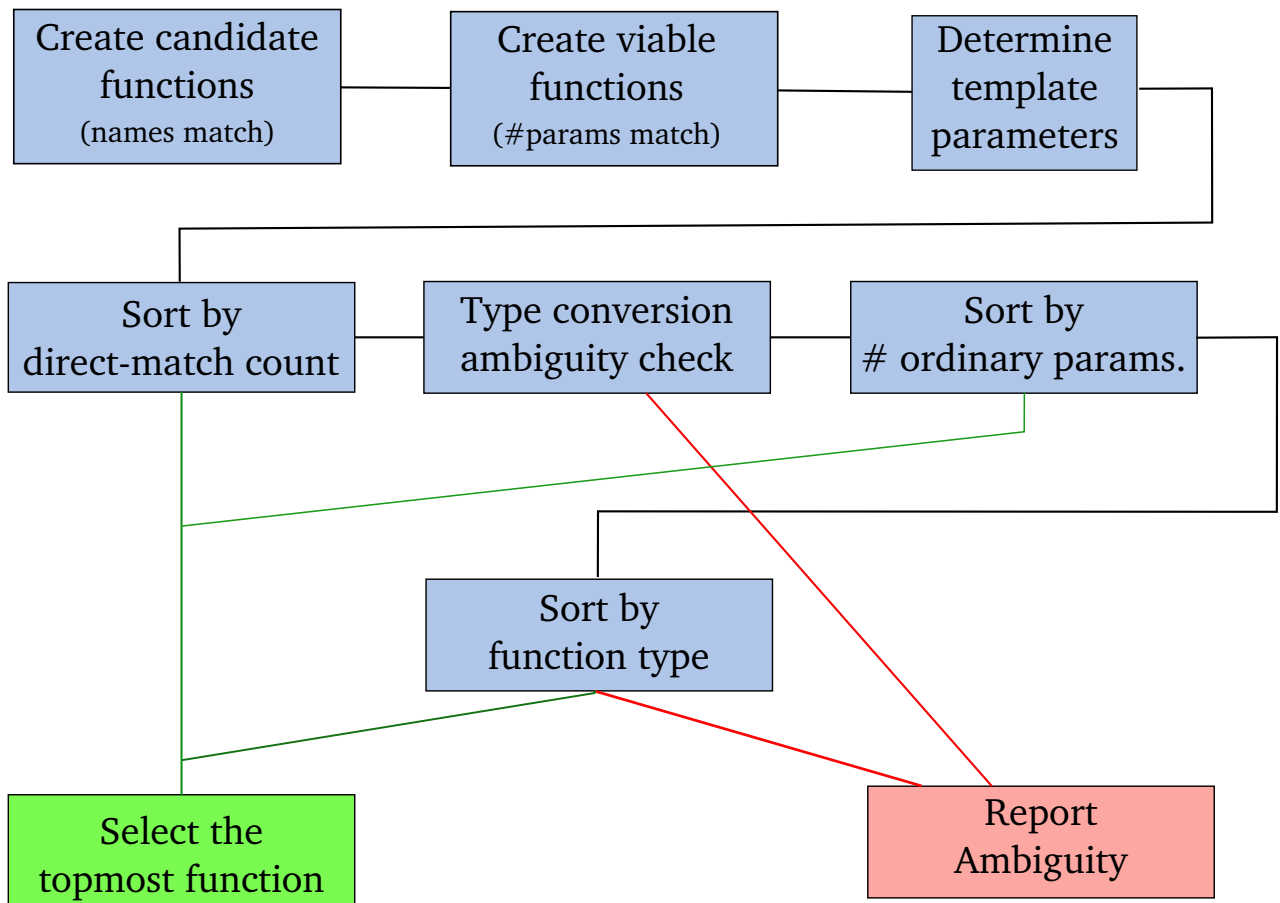 Create candidate
functions
(names match)
Create viable
functions
(#params match)
Determine
template
parameters
Sort by
direct-match count
Type conversion
ambiguity check
Sort by
# ordinary params.
Sort by
function type
Select the
topmost function
Report
Ambiguity